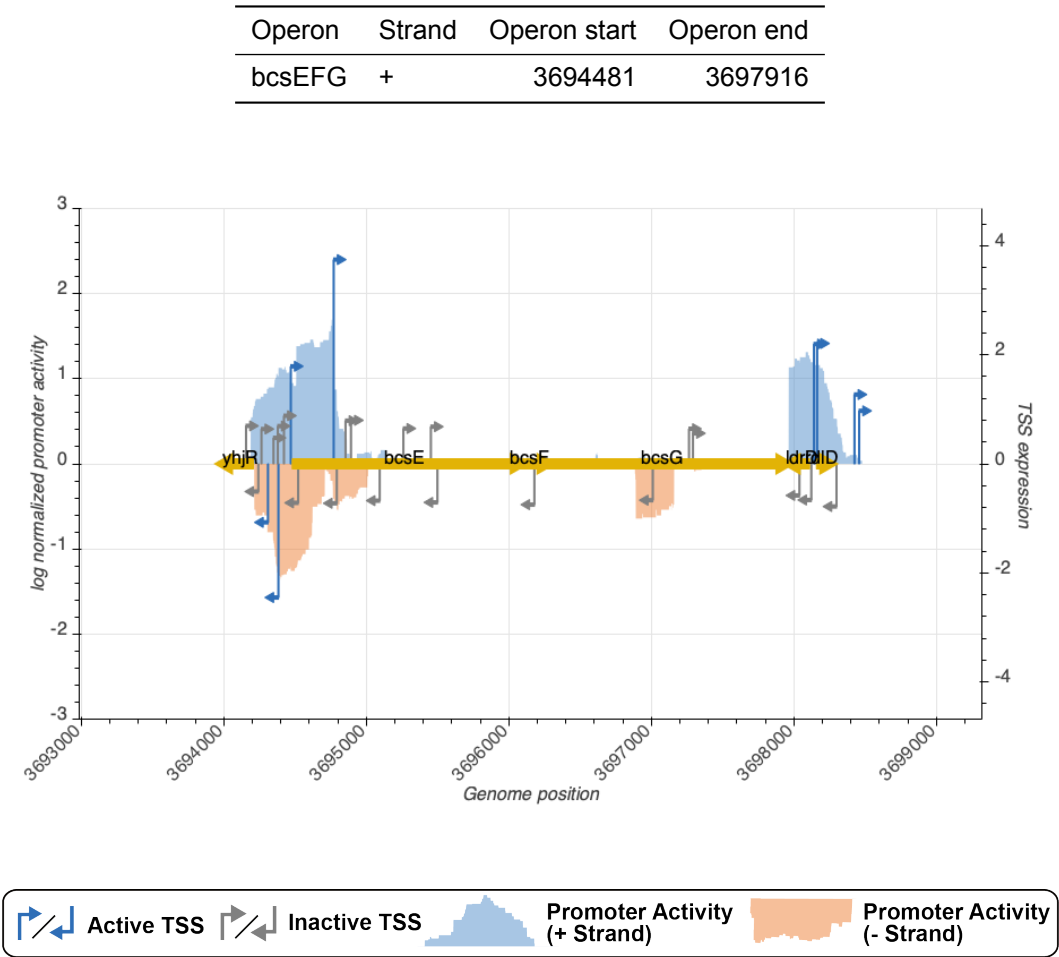 Operon Strand Operon start Operon end
bcsEFG + 3694481 3697916
3
2
1
0
-1
-2
-3
log normalized promoter activity
4
2
0
-2
-4
TSS expression
yhjR bcsE bcsF bcsG ldrD
3693000 3694000 3695000 3696000 3697000 3698000 3699000
Genome position
Active TSS
Inactive TSS
Promoter Activity
(+ Strand)
Promoter Activity
(- Strand)